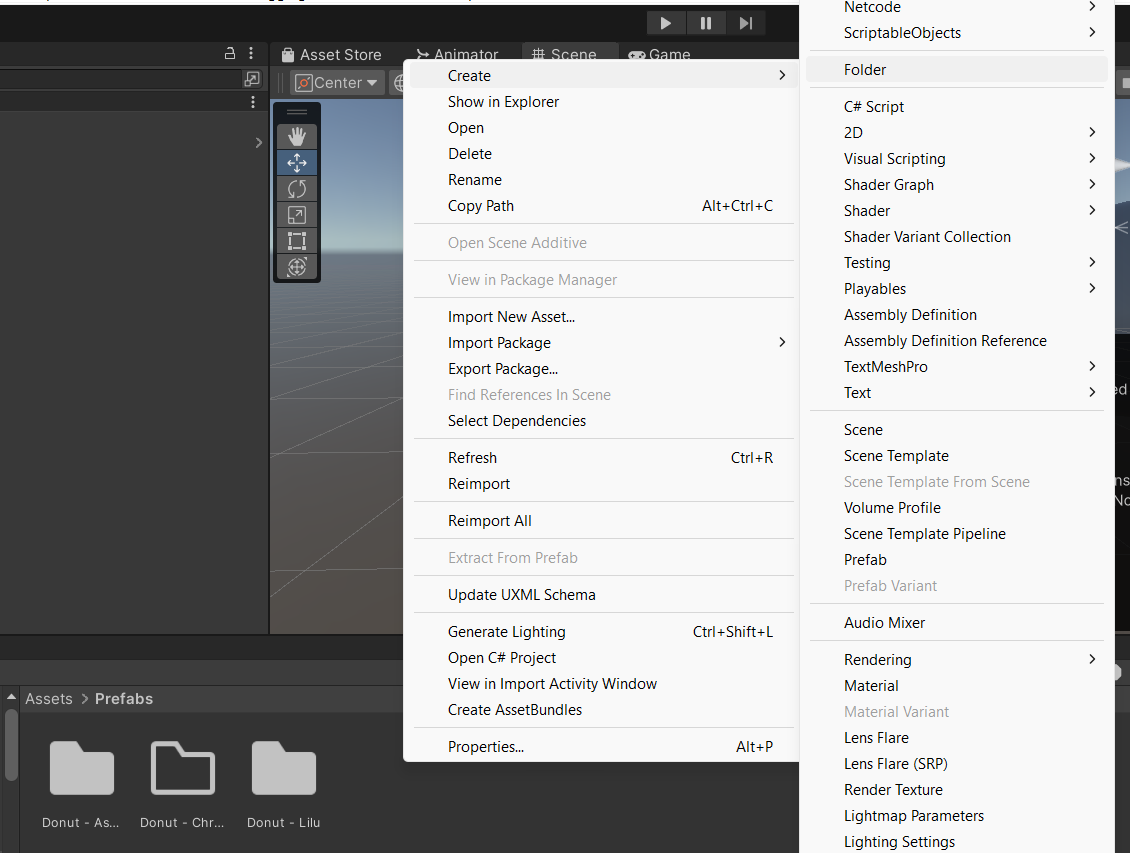 Asset Store
Animator
Scene
Game
Center
Create
Show in Explorer
Open
Delete
Rename
Copy Path Alt+Ctrl+C
Open Scene Additive
View in Package Manager
Import New Asset...
Import Package
Export Package...
Find References In Scene
Select Dependencies
Refresh Ctrl+R
Reimport
Reimport All
Extract From Prefab
Update UXML Schema
Generate Lighting Ctrl+Shift+L
Open C# Project
View in Import Activity Window
Create AssetBundles
Properties... Alt+P
Netcode
ScriptableObjects
Folder
C# Script
2D
Visual Scripting
Shader Graph
Shader
Shader Variant Collection
Testing
Playables
Assembly Definition
Assembly Definition Reference
TextMeshPro
Text
Scene
Scene Template
Scene Template From Scene
Volume Profile
Scene Template Pipeline
Prefab
Prefab Variant
Audio Mixer
Rendering
Material
Material Variant
Lens Flare
Lens Flare (SRP)
Render Texture
Lightmap Parameters
Lighting Settings
Assets > Prefabs
Donut - As...
Donut - Chr...
Donut - Lilu